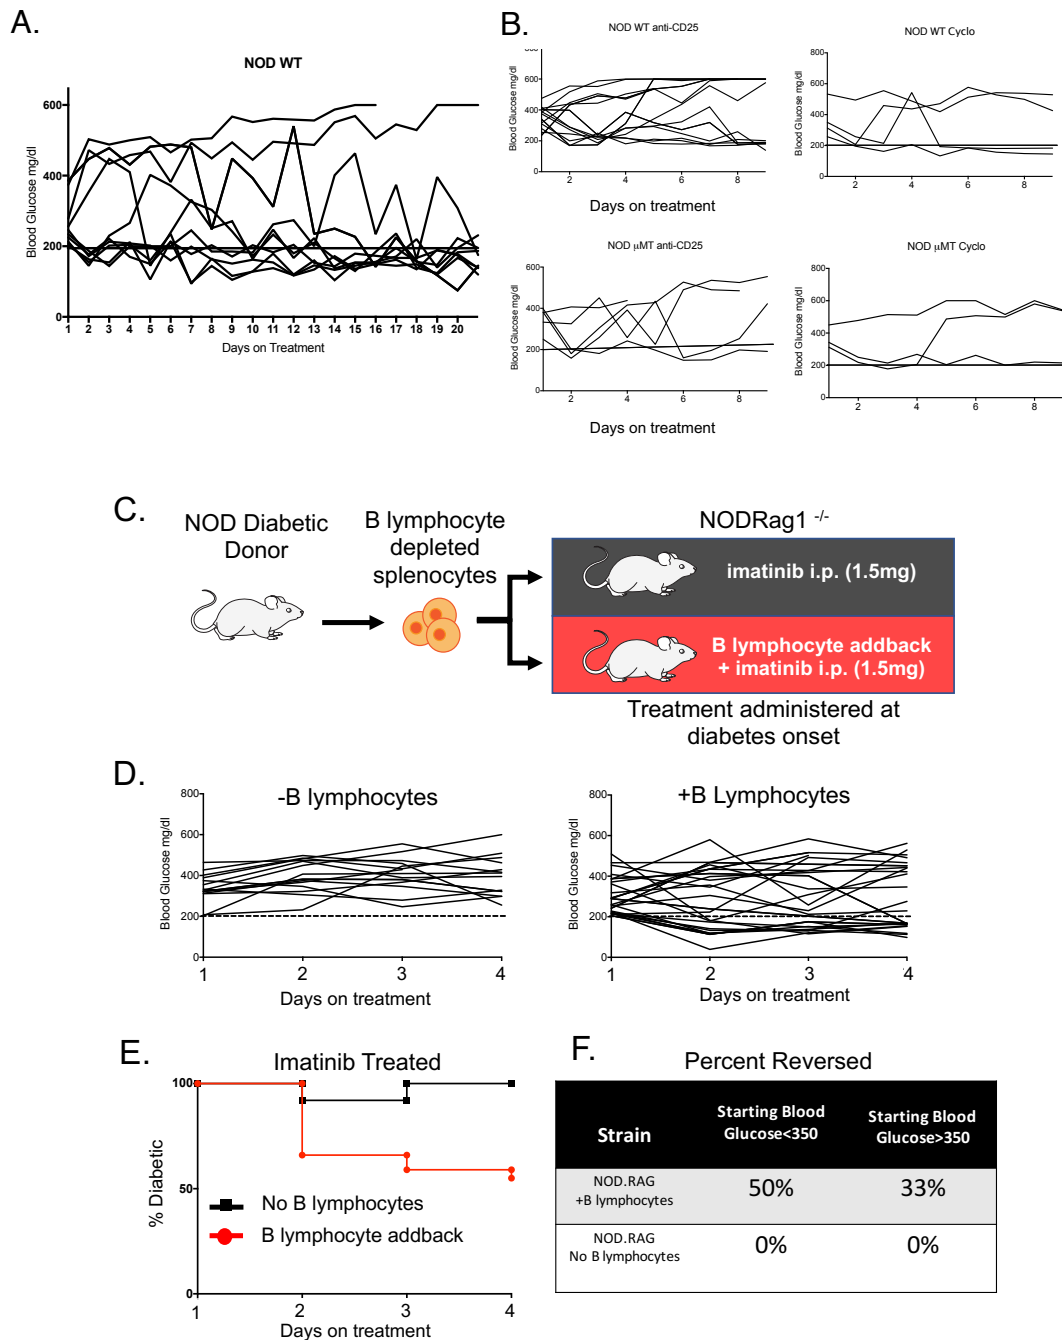 A.
NOD WT
Blood Glucose mg/dl
600
400
200
0
1 2 3 4 5 6 7 8 9 10 11 12 13 14 15 16 17 18 19 20
Days on Treatment
B.
NOD WT anti-CD25
Blood Glucose mg/dl
800
600
400
200
0
2 4 6 8
Days on treatment
NOD WT Cyclo
Blood Glucose mg/dl
800
600
400
200
0
2 4 6 8
NOD μMT anti-CD25
Blood Glucose mg/dl
600
400
200
0
2 4 6 8
Days on treatment
NOD μMT Cyclo
Blood Glucose mg/dl
800
600
400
200
0
2 4 6 8
C.
NOD Diabetic
Donor
B lymphocyte
depleted
splenocytes
NODRag1 -/-
imatinib i.p. (1.5mg)
B lymphocyte addback
+ imatinib i.p. (1.5mg)
Treatment administered at
diabetes onset
D.
-B lymphocytes
Blood Glucose mg/dl
800
600
400
200
0
1 2 3 4
Days on treatment
+B Lymphocytes
Blood Glucose mg/dl
800
600
400
200
0
1 2 3 4
Days on treatment
E.
Imatinib Treated
% Diabetic
100
50
0
No B lymphocytes
B lymphocyte addback
1 2 3 4
Days on treatment
F.
Percent Reversed
Strain
Starting Blood
Glucose<350
Starting Blood
Glucose>350
NOD.RAG
+B lymphocytes
50%
33%
NOD.RAG
No B lymphocytes
0%
0%